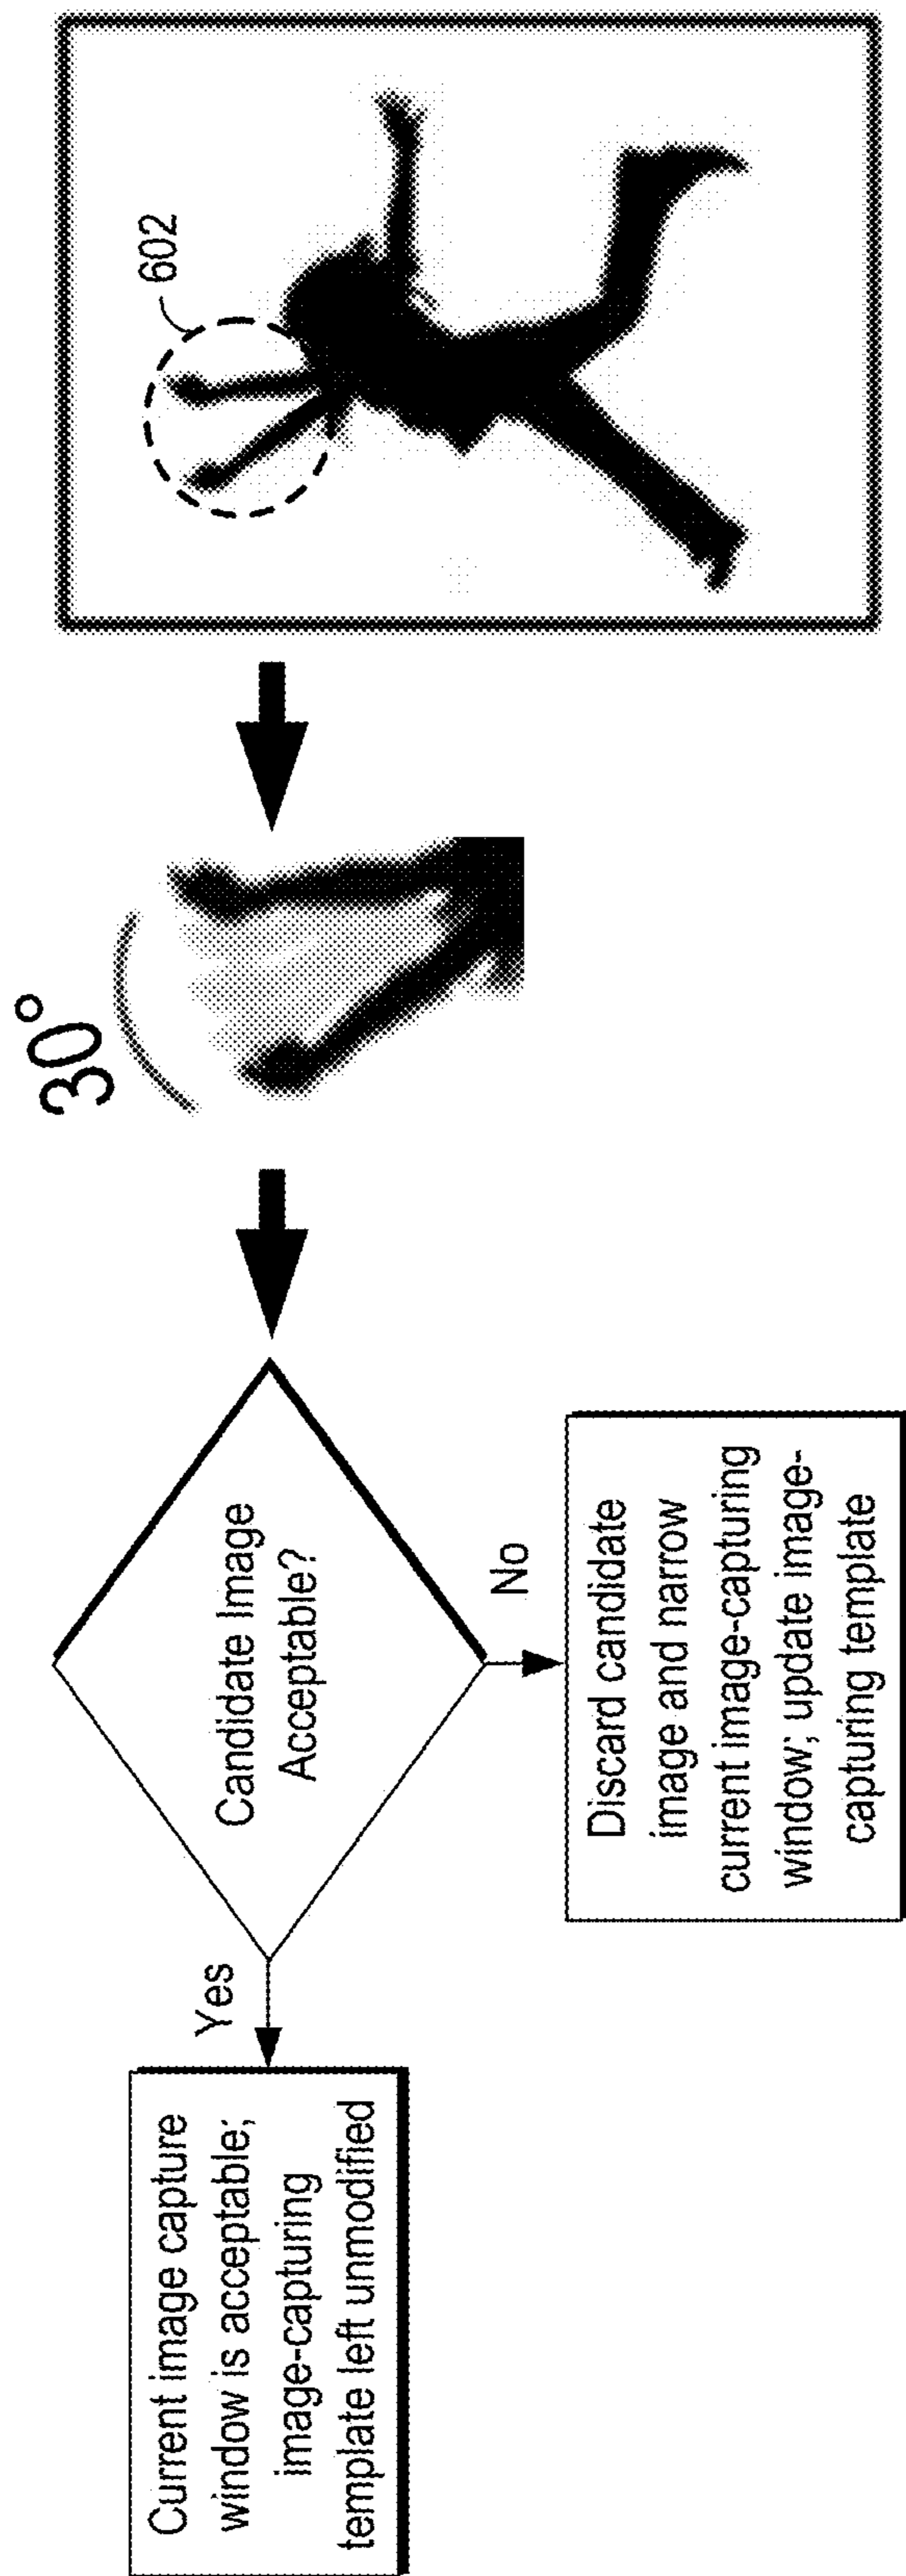 602
30°
Candidate Image
Acceptable?
No
Discard candidate
image and narrow
current image-capturing
window; update image-
capturing template
Yes
Current image capture
window is acceptable;
image-capturing
template left unmodified